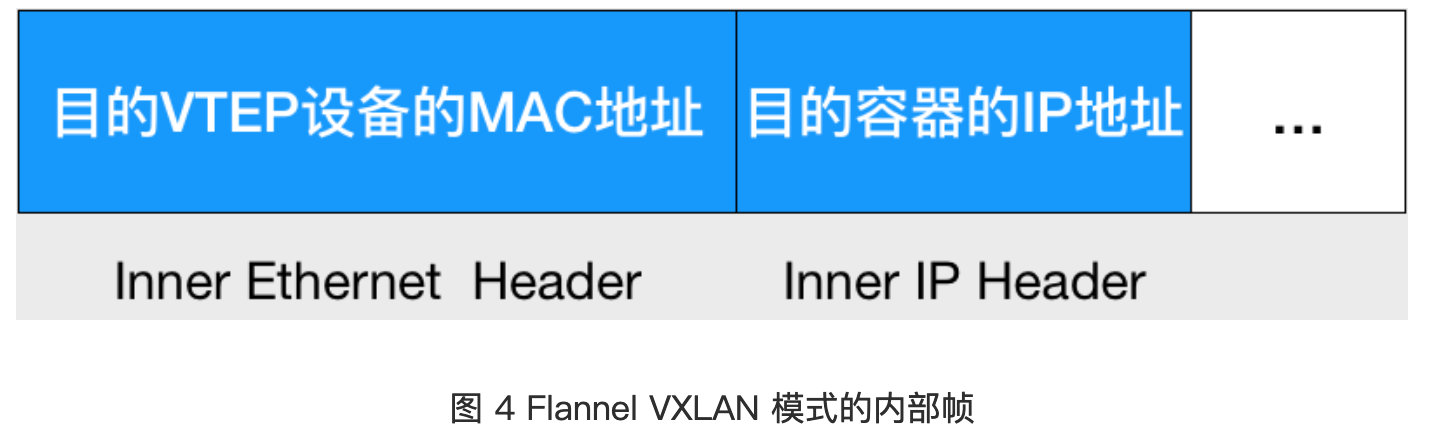 目的VTEP设备的MAC地址 目的容器的IP地址 ...
Inner Ethernet Header Inner IP Header
图 4 Flannel VXLAN 模式的内部帧